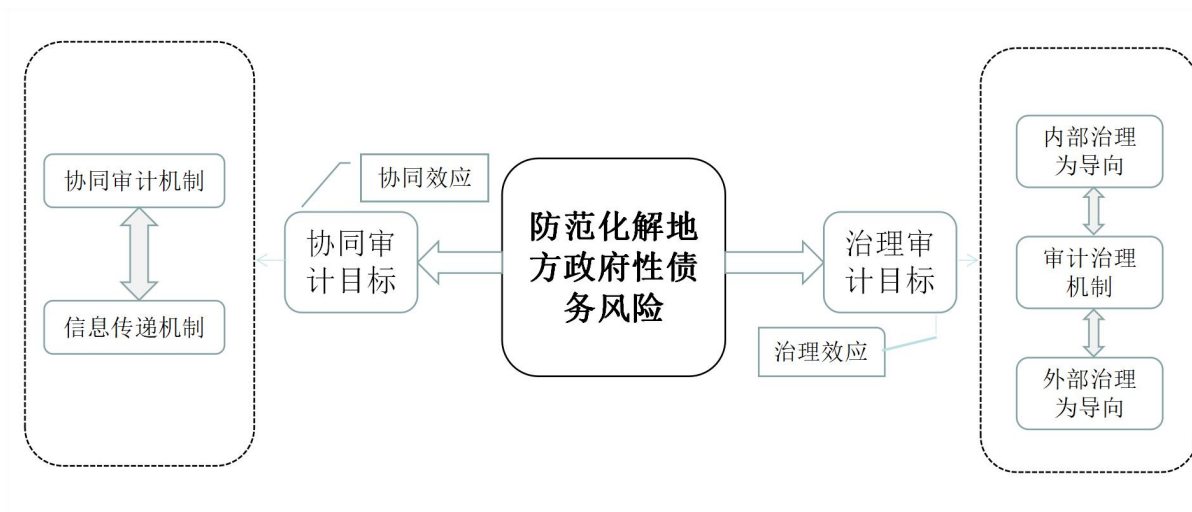 协同审计机制
信息传递机制
协同效应
协同审
计目标
防范化解地
方政府性债
务风险
治理审
计目标
治理效应
内部治理
为导向
审计治理
机制
外部治理
为导向